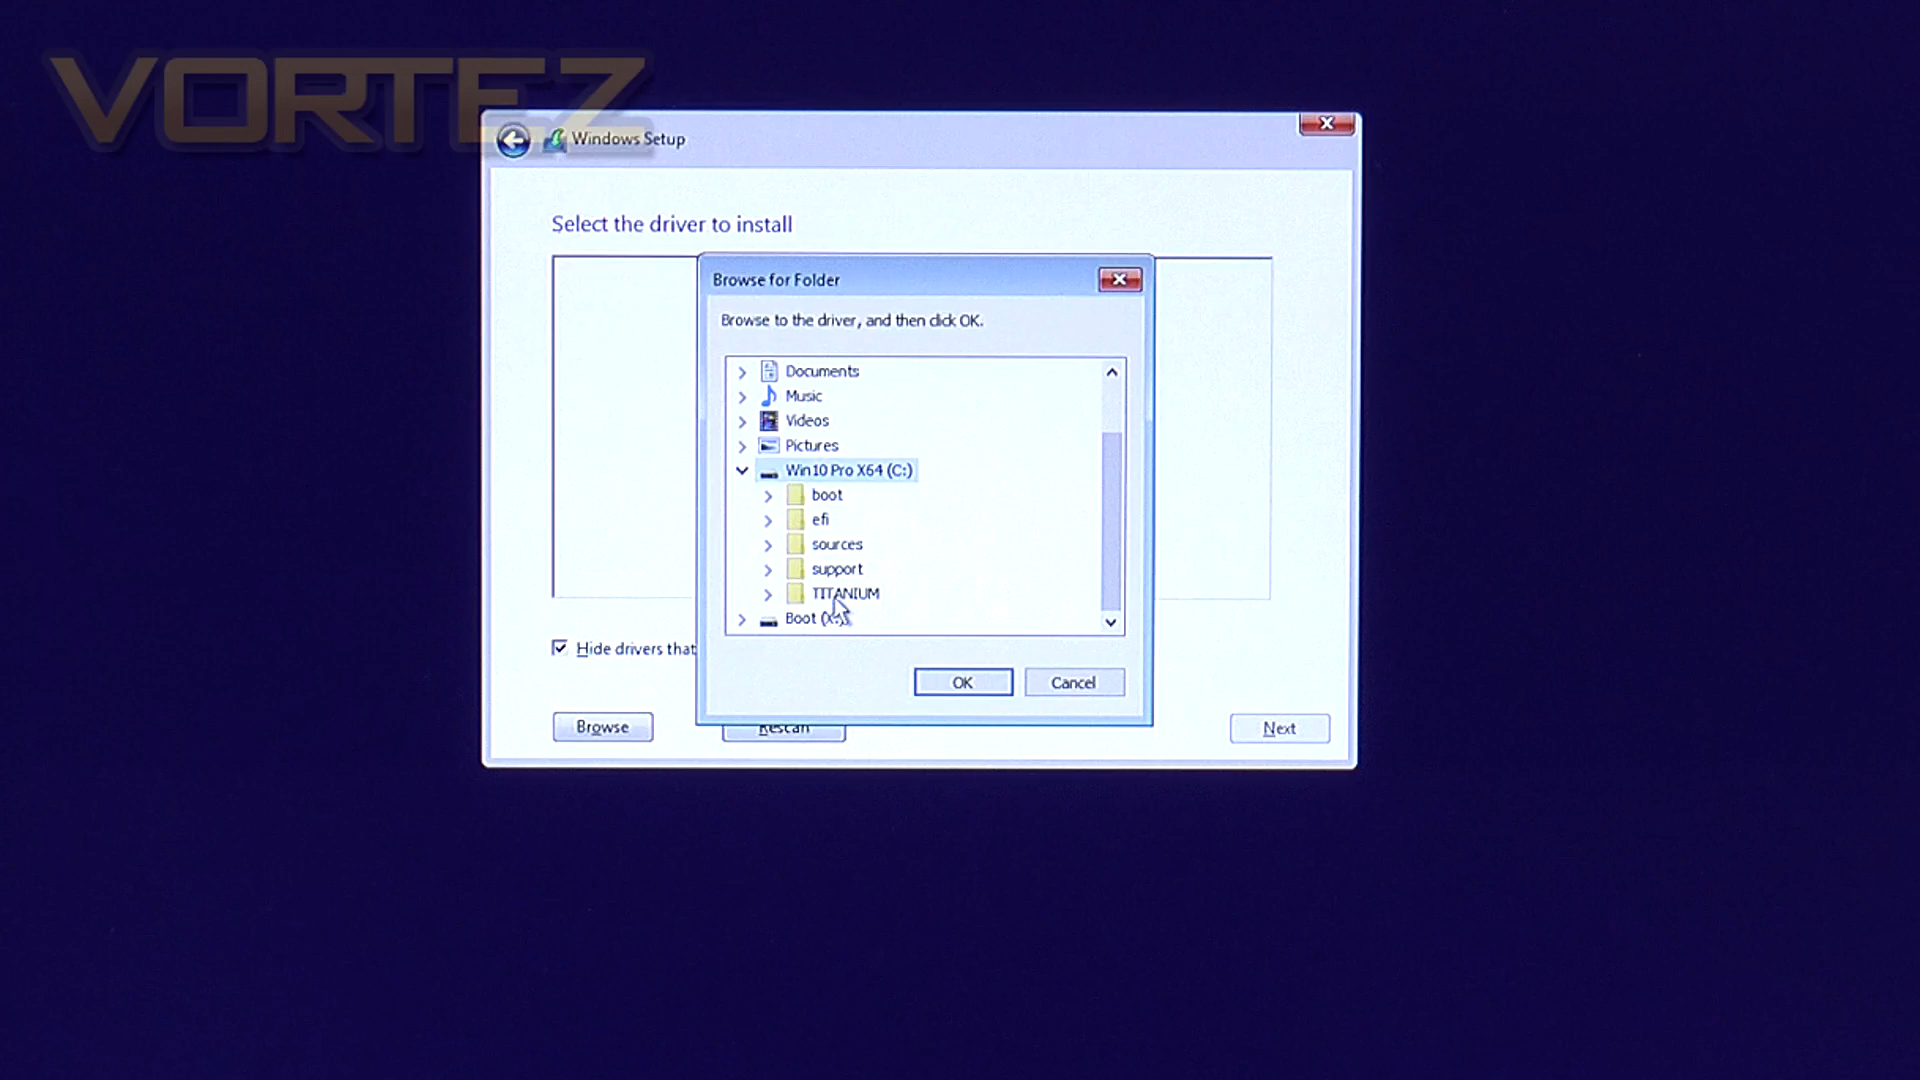 VORTEZ
Windows Setup
Select the driver to install
Browse for Folder
Browse to the driver, and then click OK.
Documents
Music
Videos
Pictures
Win10 Pro X64 (C:)
boot
efi
sources
support
TITANIUM
Boot (X:)
Hide drivers that
OK
Cancel
Browse
Rescan
Next